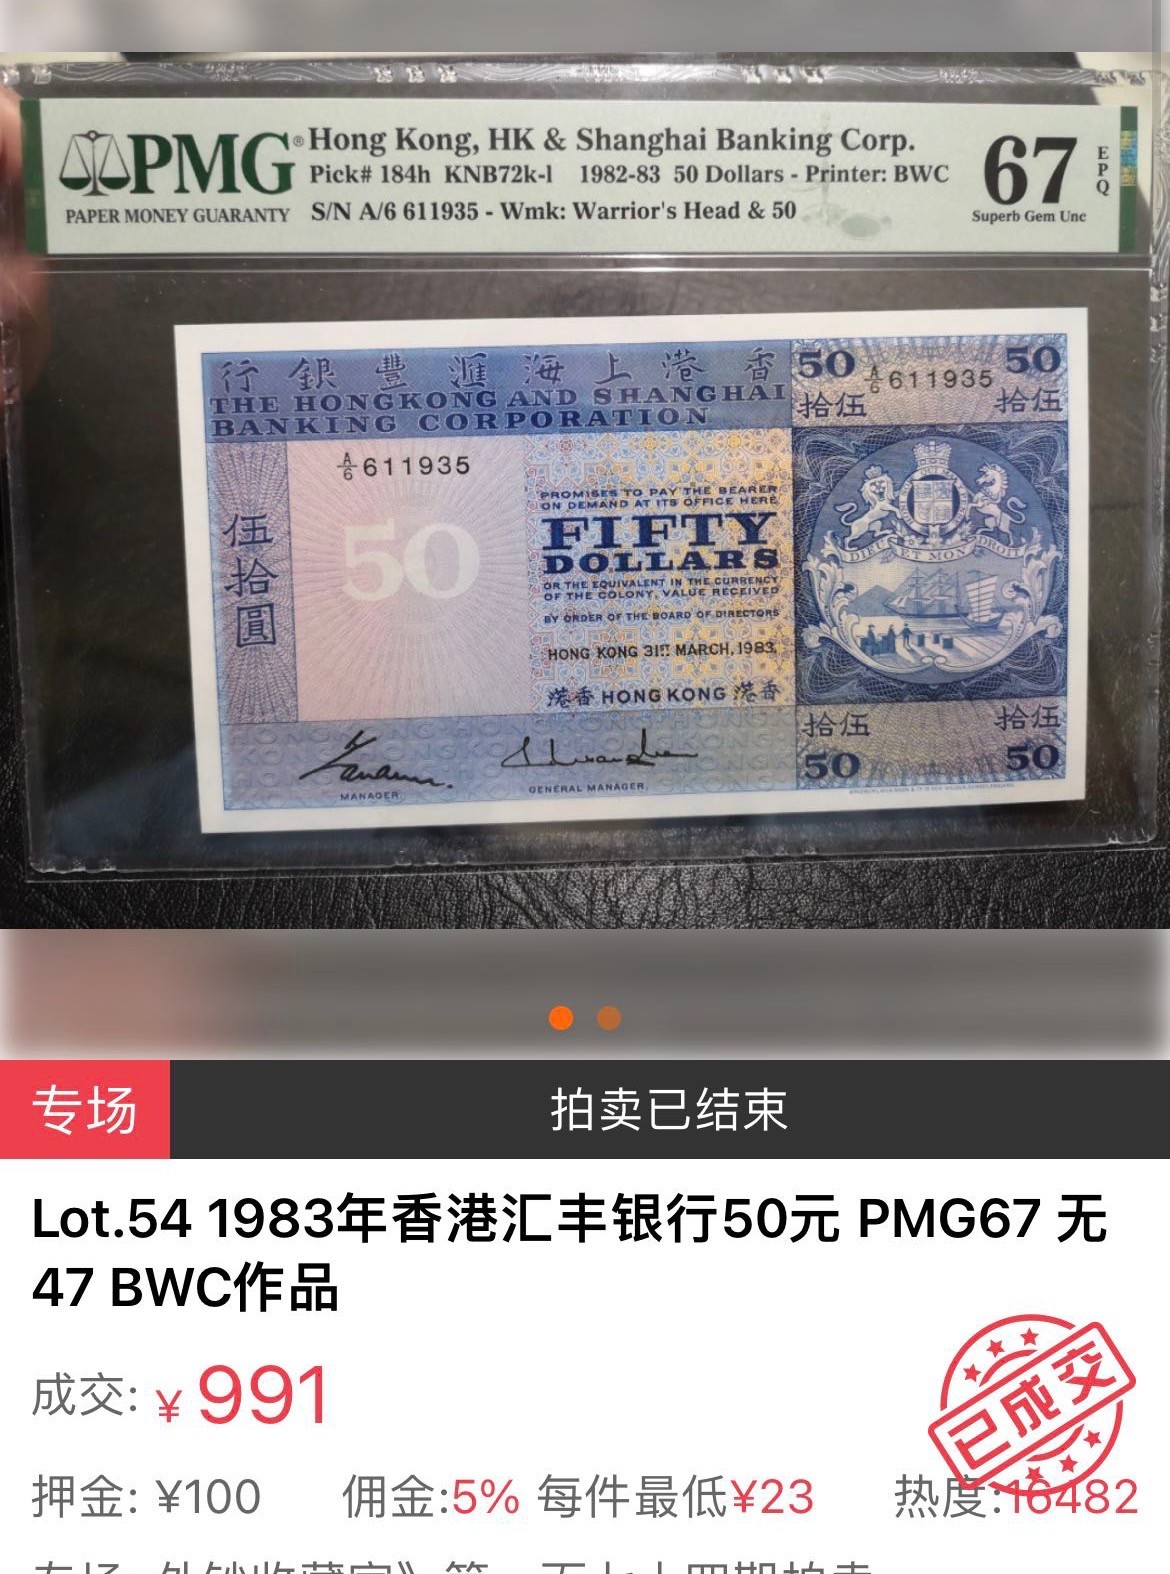 PMG®
PAPER MONEY GUARANTY
Hong Kong, HK & Shanghai Banking Corp.
Pick# 184h KNB72k-l 1982-83 50 Dollars - Printer: BWC
S/N A/6 611935 - Wmk: Warrior's Head & 50
67
EPQ
Superb Gem Unc
行銀豐滙海上港香
THE HONGKONG AND SHANGHAI
BANKING CORPORATION
50 A/6 611935 50
拾伍 拾伍
A/6 611935
50
伍拾圓
PROMISES TO PAY THE BEARER
ON DEMAND AT ITS OFFICE HERE
FIFTY
DOLLARS
OR THE EQUIVALENT IN THE CURRENCY
OF THE COLONY, VALUE RECEIVED
BY ORDER OF THE BOARD OF DIRECTORS
HONG KONG 31ST MARCH, 1983.
港香 HONG KONG 港香
DIEU ET MON DROIT
MANAGER.
GENERAL MANAGER.
拾伍 拾伍
50 50
专场
拍卖已结束
Lot.54 1983年香港汇丰银行50元 PMG67 无
47 BWC作品
成交: ¥991
已成交
押金: ¥100 佣金:5% 每件最低¥23 热度:16482